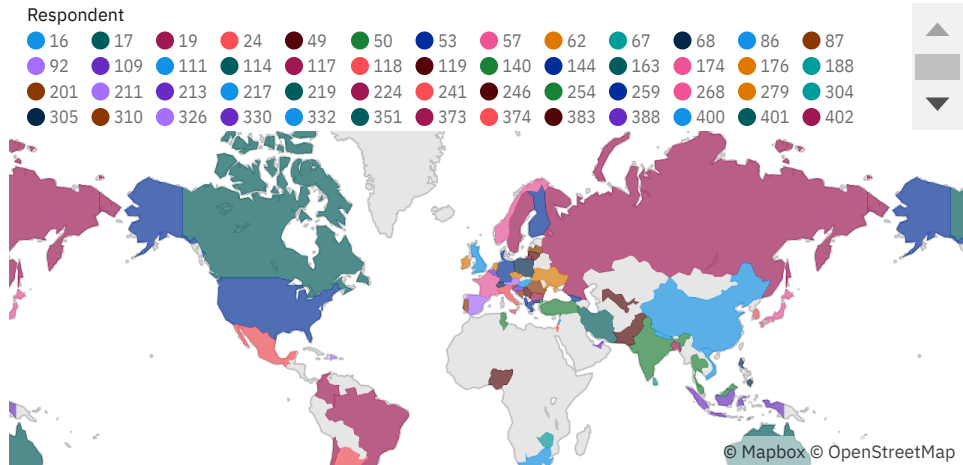 Respondent
16 17 19 24 49 50 53 57 62 67 68 86 87
92 109 111 114 117 118 119 140 144 163 174 176 188
201 211 213 217 219 224 241 246 254 259 268 279 304
305 310 326 330 332 351 373 374 383 388 400 401 402
© Mapbox © OpenStreetMap